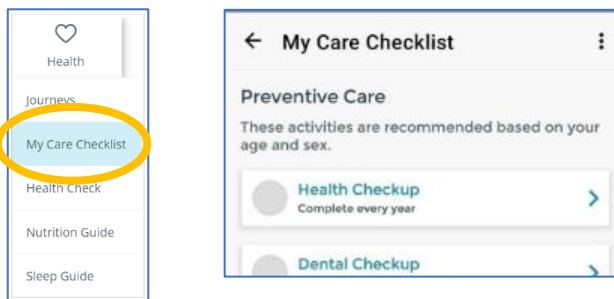 Health
Journeys
My Care Checklist
Health Check
Nutrition Guide
Sleep Guide
My Care Checklist
Preventive Care
These activities are recommended based on your
age and sex.
Health Checkup
Complete every year
Dental Checkup